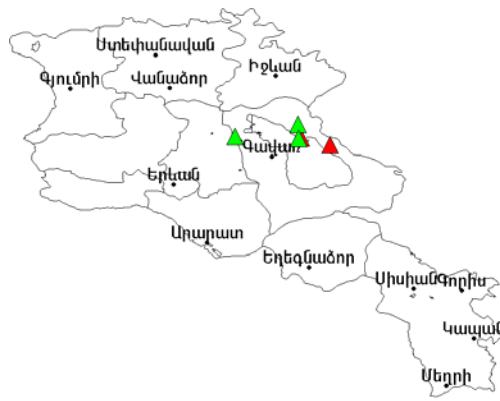 Ստեփանավան
Իջևան
Գյումրի
Վանաձոր
Գավառ
Երևան
Արարատ
Եղեգնաձոր
Սիսիան
Գորիս
Կապան
Մեղրի